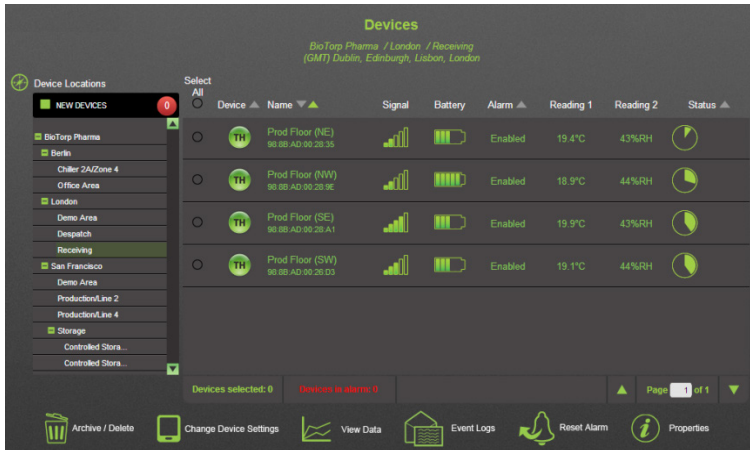 Devices
BioTorp Pharma / London / Receiving
(GMT) Dublin, Edinburgh, Lisbon, London
Device Locations
NEW DEVICES 0
BioTorp Pharma
Berlin
Chiller 2A/Zone 4
Office Area
London
Demo Area
Despatch
Receiving
San Francisco
Demo Area
Production/Line 2
Production/Line 4
Storage
Controlled Stora...
Controlled Stora...
Select
All
Device Name Signal Battery Alarm Reading 1 Reading 2 Status
TH Prod Floor (NE) Enabled 19.4°C 43%RH
98:8B:AD:00:28:35
TH Prod Floor (NW) Enabled 18.9°C 44%RH
98:8B:AD:00:28:9E
TH Prod Floor (SE) Enabled 19.9°C 43%RH
98:8B:AD:00:28:A1
TH Prod Floor (SW) Enabled 19.1°C 44%RH
98:8B:AD:00:26:D3
Devices selected: 0 Devices in alarm: 0 Page 1 of 1
Archive / Delete Change Device Settings View Data Event Logs Reset Alarm Properties